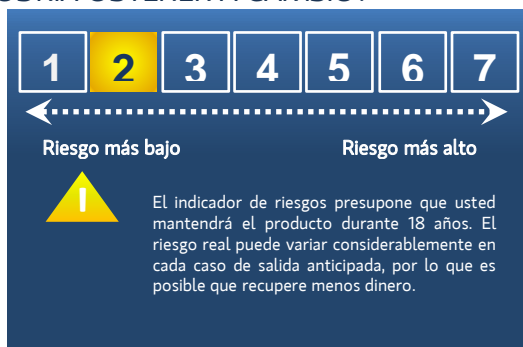 1 2 3 4 5 6 7
Riesgo más bajo Riesgo más alto
!
El indicador de riesgos presupone que usted
mantendrá el producto durante 18 años. El
riesgo real puede variar considerablemente en
cada caso de salida anticipada, por lo que es
posible que recupere menos dinero.